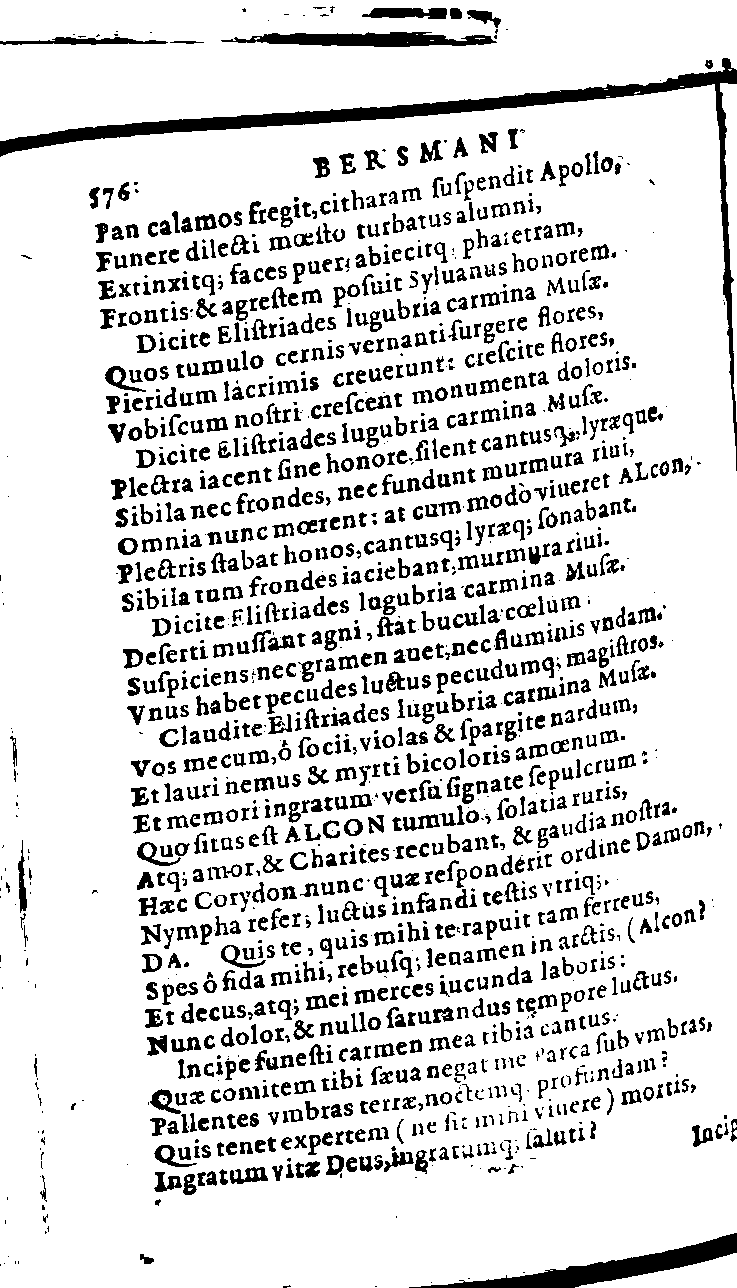 576. BERSMANI
Pan calamos fregit, citharam ſuſpendit Apollo,
Funere dilecti mœſto turbatus alumni,
Extinxitq; faces puer, abiecitq; pharetram,
Frontis & agreſtem poſuit Syluanus honorem.
Dicite Eliſtriades lugubria carmina Muſæ.
Quos tumulo cernis vernanti ſurgere flores,
Pieridum lacrimis creuerunt: creſcite flores,
Vobiſcum noſtri creſcent monumenta doloris.
Dicite Eliſtriades lugubria carmina Muſæ.
Plectra iacent ſine honore, ſilent cantusq., lyræque.
Sibila nec frondes, nec fundunt murmura riui,
Omnia nunc mœrent: at cum modò viueret ALcon,
Plectris ſtabat honos, cantusq; lyræq; ſonabant.
Sibila tum frondes iaciebant, murmura riui.
Dicite Eliſtriades lugubria carmina Muſæ.
Deſerti muſſant agni, ſtat bucula cœlum
Suſpiciens, nec gramen auet, nec fluminis vndam.
Vnus habet pecudes luctus pecudumq; magiſtros.
Claudite Eliſtriades lugubria carmina Muſæ.
Vos mecum, ô ſocii, violas & ſpargite nardum,
Et lauri nemus & myrti bicoloris amœnum.
Et memori ingratum verſu ſignate ſepulcrum:
Quo ſitus eſt ALCON tumulo, ſolatia ruris,
Atq; amor, & Charites recubant, & gaudia noſtra.
Hæc Corydon nunc quæ reſponderit ordine Damon,
Nympha refer; luctus infandi teſtis vtriq;.
DA. Quis te, quis mihi te rapuit tam ferreus,
Spes ô fida mihi, rebuſq; leuamen in arctis, (Alcon?
Et decus, atq; mei merces iucunda laboris:
Nunc dolor, & nullo ſaturandus tempore luctus.
Incipe funeſti carmen mea tibia cantus.
Quæ comitem tibi ſæua negat me Parca ſub vmbras,
Pallentes vmbras terræ, noctemq. profundam?
Quis tenet expertem (ne ſit mihi viuere) mortis,
Ingratum vitæ Deus, ingratumq; ſaluti?
Incip